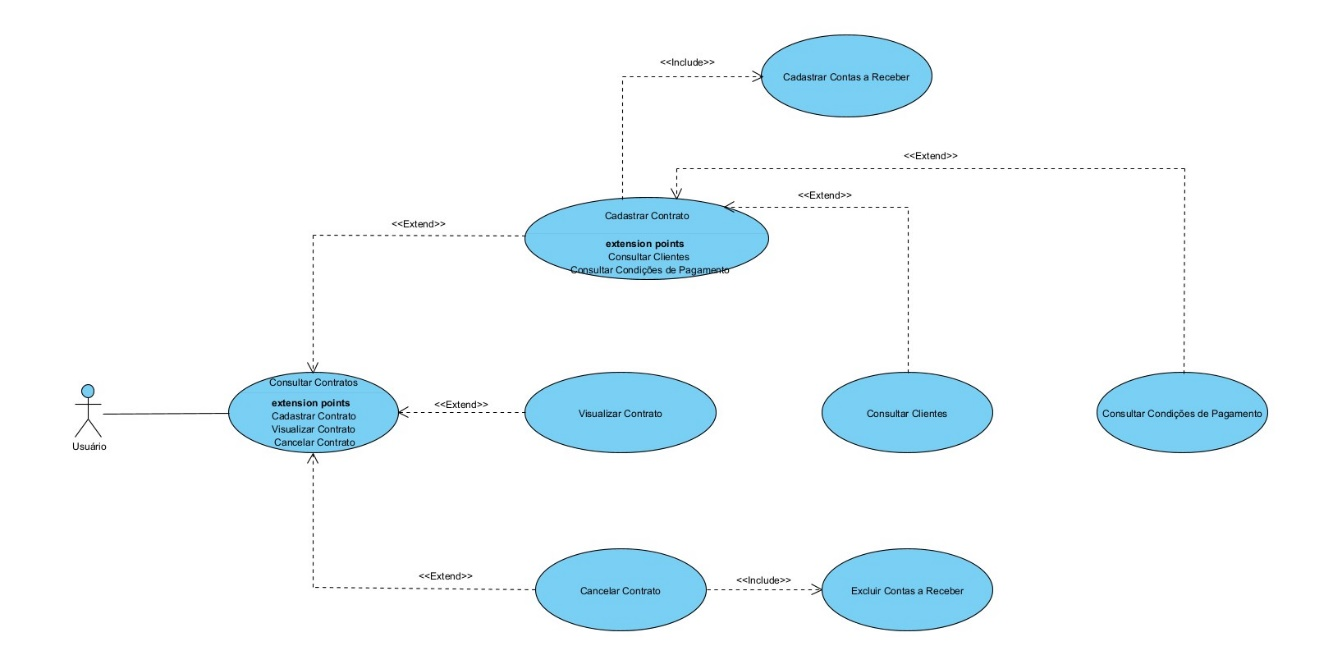 <<Include>>
Cadastrar Contas a Receber
<<Extend>>
<<Extend>>
<<Extend>>
Cadastrar Contrato
extension points
Consultar Clientes
Consultar Condições de Pagamento
Usuário
Consultar Contratos
extension points
Cadastrar Contrato
Visualizar Contrato
Cancelar Contrato
<<Extend>>
Visualizar Contrato
Consultar Clientes
Consultar Condições de Pagamento
<<Extend>>
Cancelar Contrato
<<Include>>
Excluir Contas a Receber